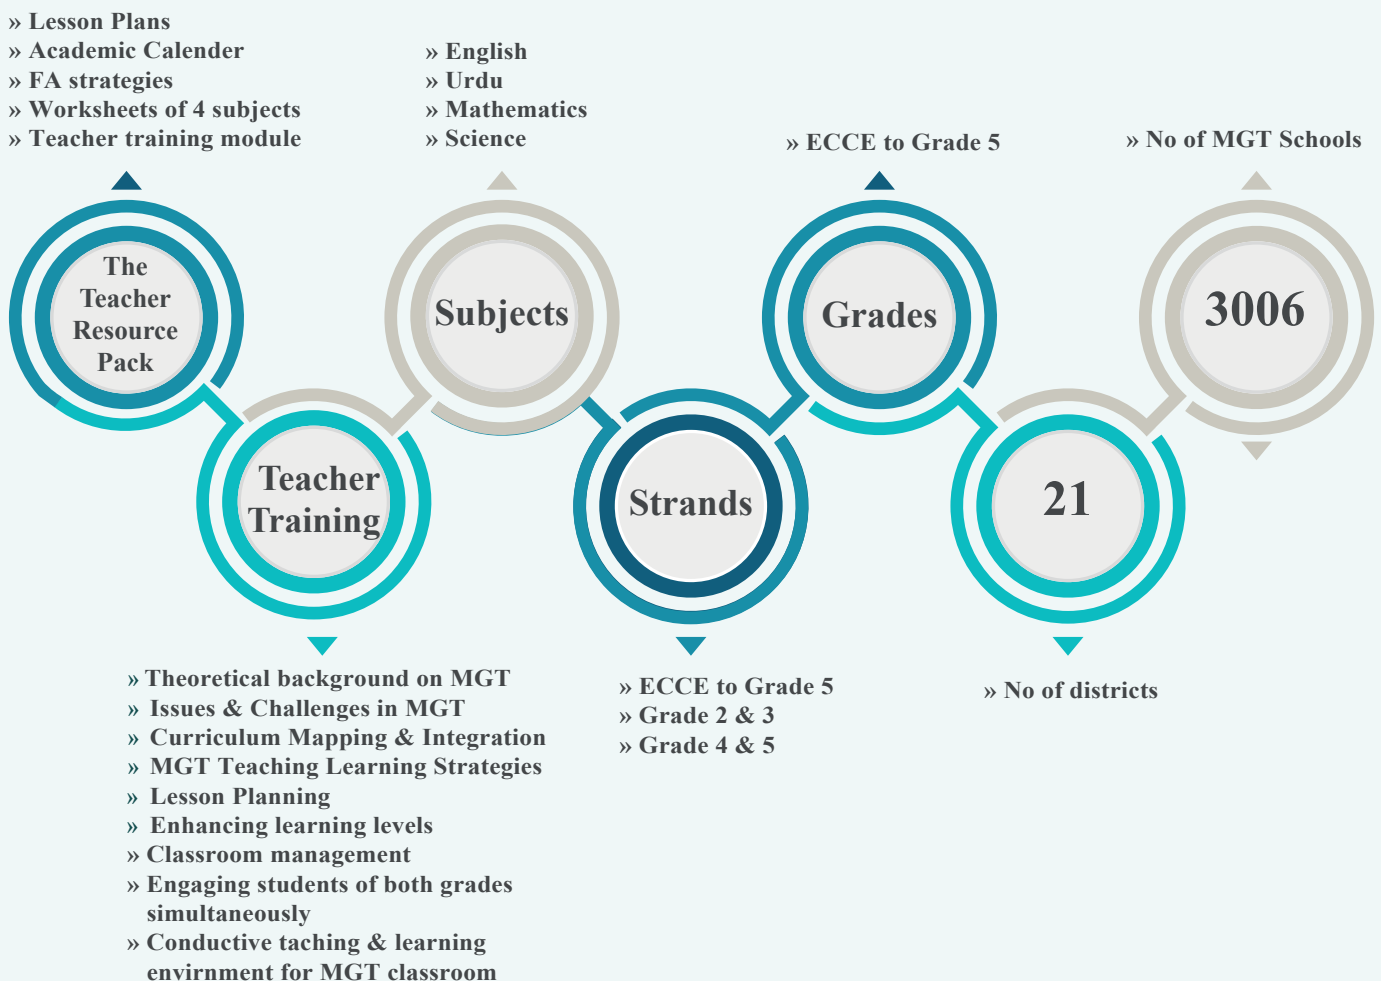 » Lesson Plans
» Academic Calender
» FA strategies
» Worksheets of 4 subjects
» Teacher training module
The
Teacher
Resource
Pack
Teacher
Training
» Theoretical background on MGT
» Issues & Challenges in MGT
» Curriculum Mapping & Integration
» MGT Teaching Learning Strategies
» Lesson Planning
» Enhancing learning levels
» Classroom management
» Engaging students of both grades
simultaneously
» Conductive taching & learning
envirnment for MGT classroom
» English
» Urdu
» Mathematics
» Science
Subjects
Strands
» ECCE to Grade 5
» Grade 2 & 3
» Grade 4 & 5
» ECCE to Grade 5
Grades
21
» No of districts
» No of MGT Schools
3006